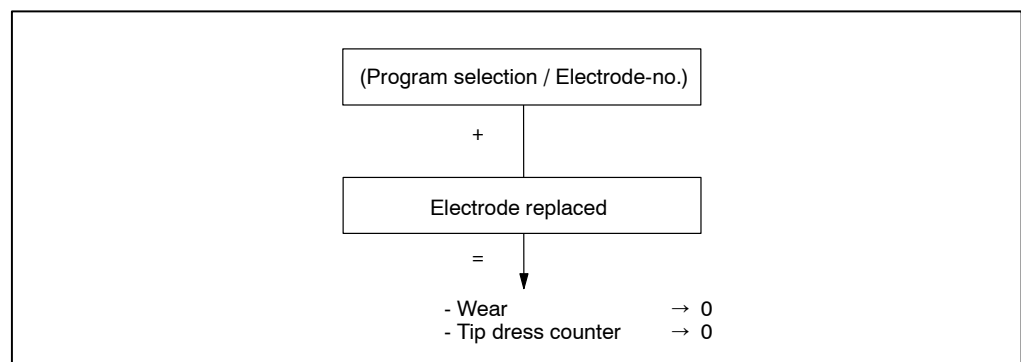 (Program selection / Electrode-no.)
+
Electrode replaced
=
- Wear → 0
- Tip dress counter → 0